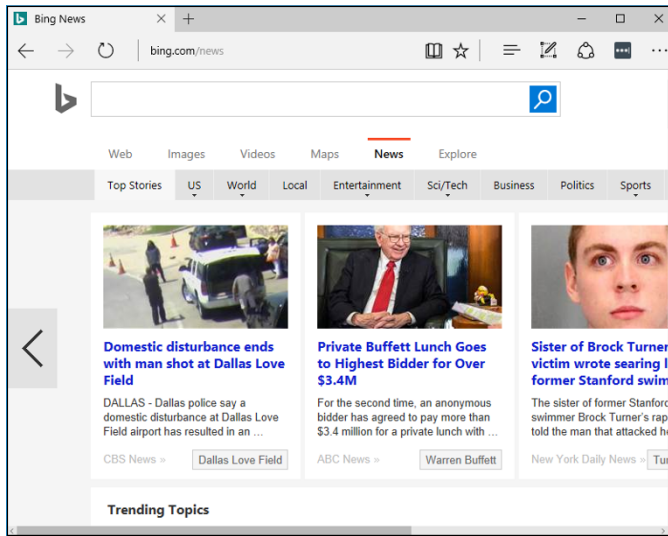 Bing News
bing.com/news
Web Images Videos Maps News Explore
Top Stories US World Local Entertainment Sci/Tech Business Politics Sports
Domestic disturbance ends
with man shot at Dallas Love
Field
DALLAS - Dallas police say a
domestic disturbance at Dallas Love
Field airport has resulted in an ...
CBS News » Dallas Love Field
Private Buffett Lunch Goes
to Highest Bidder for Over
$3.4M
For the second time, an anonymous
bidder has agreed to pay more than
$3.4 million for a private lunch with ...
ABC News » Warren Buffett
Sister of Brock Turner
victim wrote searing l
former Stanford swim
The sister of former Stanford
swimmer Brock Turner's rap
told the man that attacked he
New York Daily News » Tu
Trending Topics